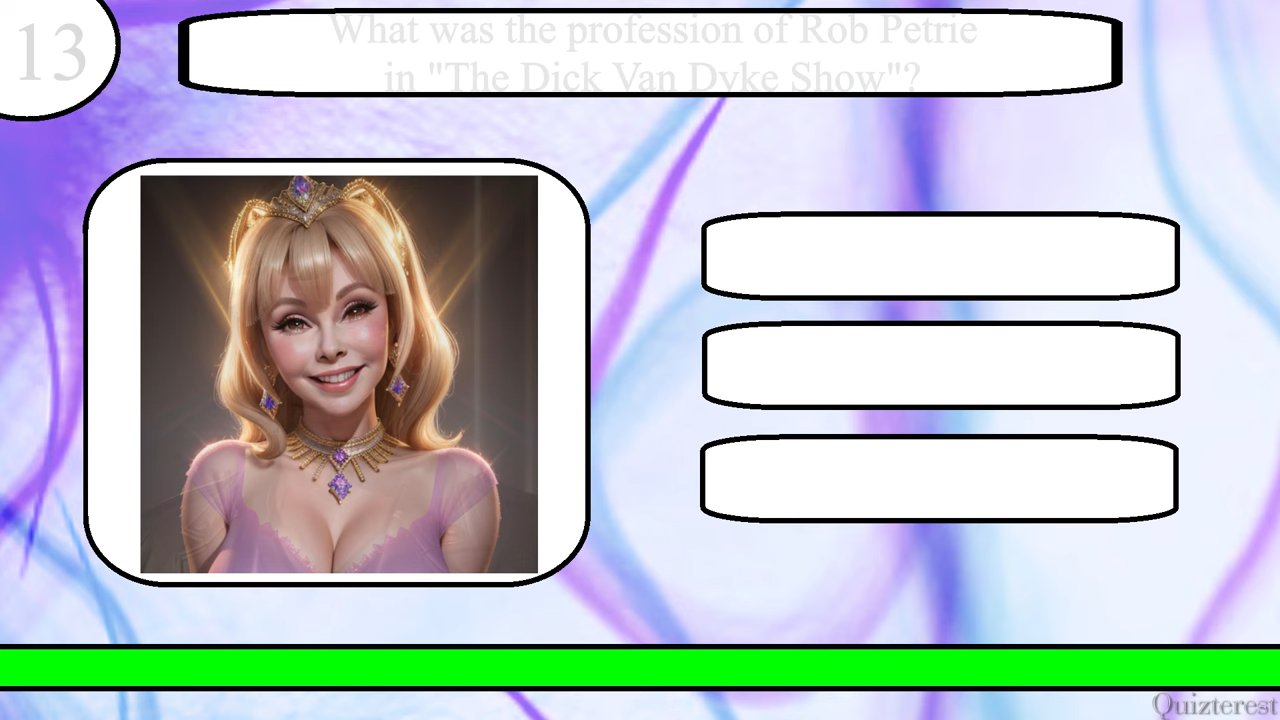 13
What was the profession of Rob Petrie
in "The Dick Van Dyke Show"?
Quizterest